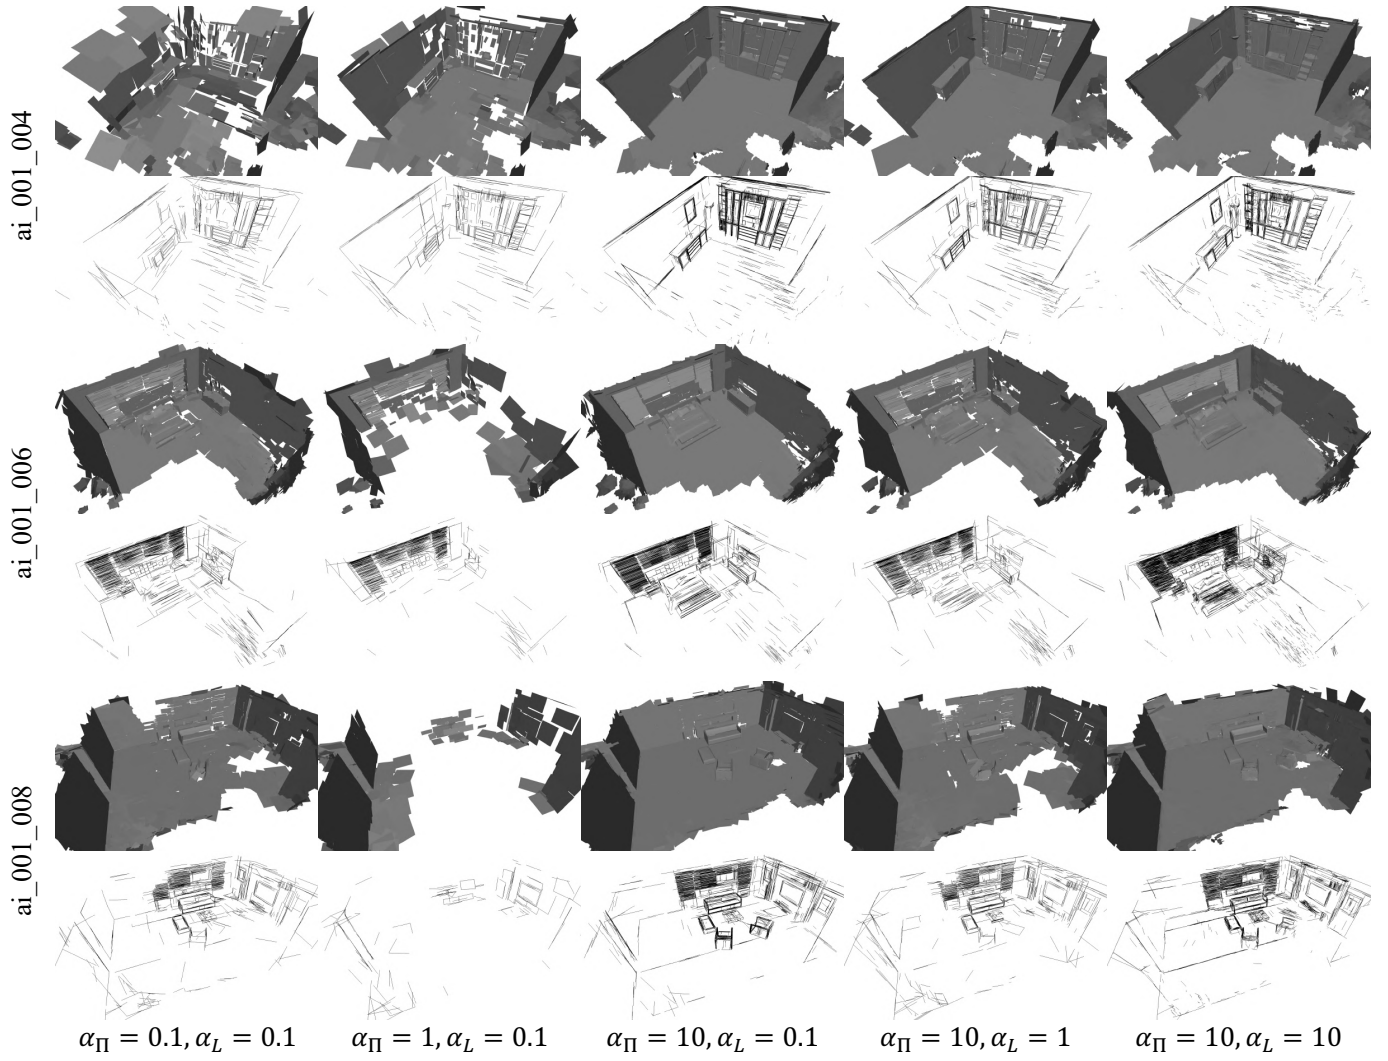 ai_001_004
ai_001_006
ai_001_008
α_Π = 0.1, α_L = 0.1
α_Π = 1, α_L = 0.1
α_Π = 10, α_L = 0.1
α_Π = 10, α_L = 1
α_Π = 10, α_L = 10